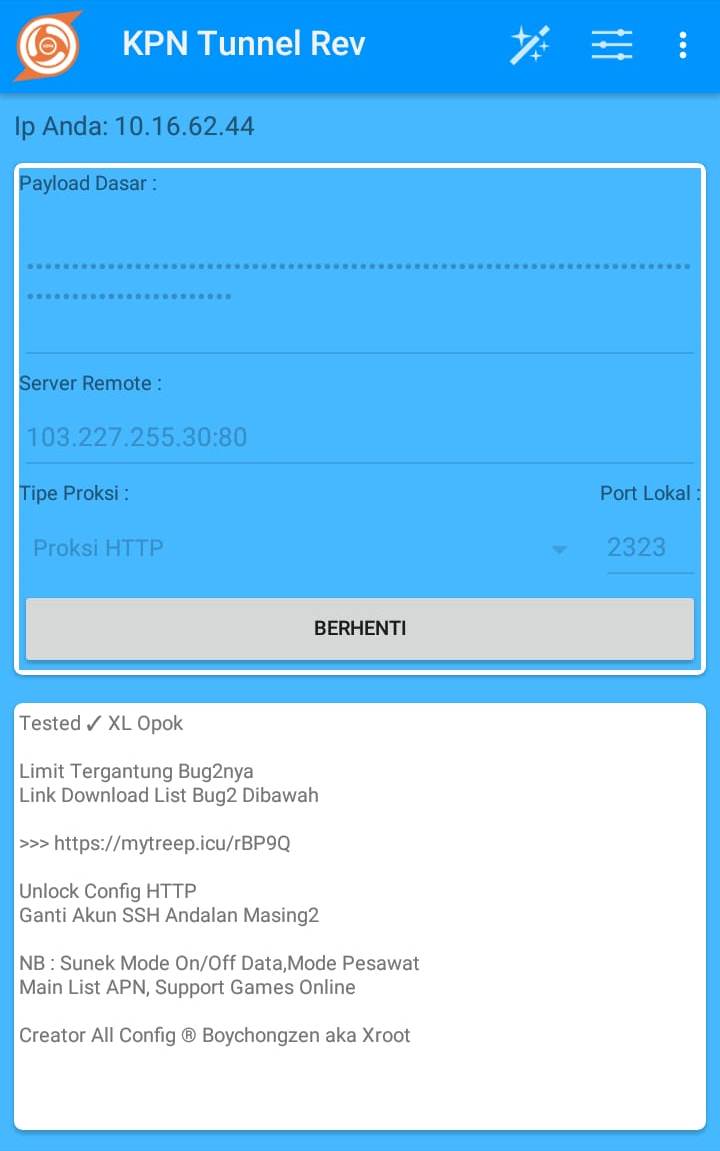 KPN Tunnel Rev
Ip Anda: 10.16.62.44
Payload Dasar :
Server Remote :
103.227.255.30:80
Tipe Proksi :
Port Lokal :
Proksi HTTP
2323
BERHENTI
Tested ✓ XL Opok
Limit Tergantung Bug2nya
Link Download List Bug2 Dibawah
>>> https://mytreep.icu/rBP9Q
Unlock Config HTTP
Ganti Akun SSH Andalan Masing2
NB : Sunek Mode On/Off Data,Mode Pesawat
Main List APN, Support Games Online
Creator All Config ® Boychongzen aka Xroot